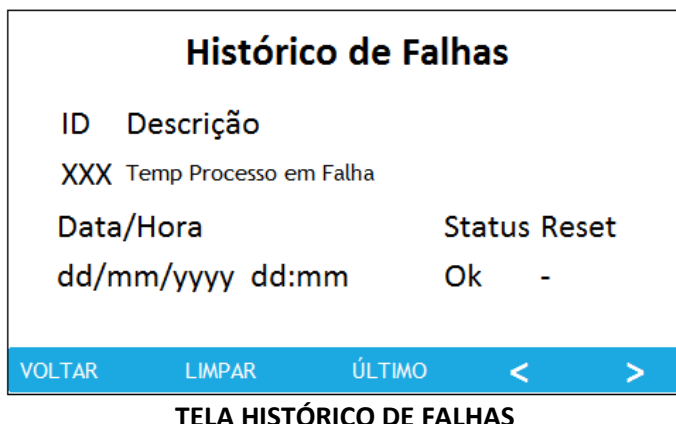 Histórico de Falhas
ID Descrição
XXX Temp Processo em Falha
Data/Hora Status Reset
dd/mm/yyyy dd:mm Ok -
VOLTAR LIMPAR ÚLTIMO < >
TELA HISTÓRICO DE FALHAS